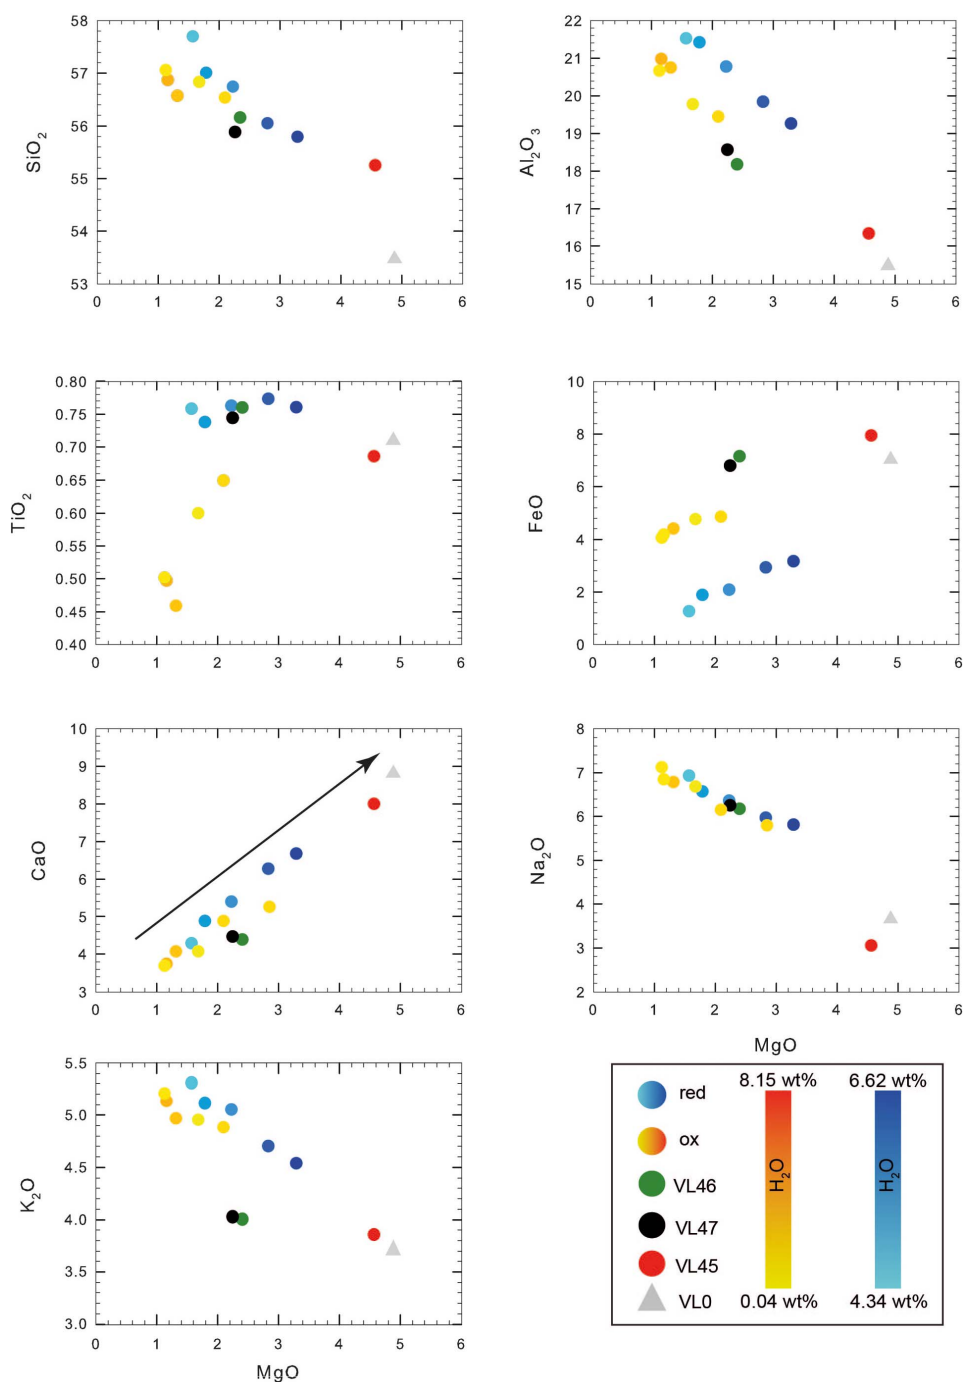 58
57
56
55
54
53
SiO2
0 1 2 3 4 5 6
22
21
20
19
18
17
16
15
Al2O3
0 1 2 3 4 5 6
0.80
0.75
0.70
0.65
0.60
0.55
0.50
0.45
0.40
TiO2
0 1 2 3 4 5 6
10
8
6
4
2
0
FeO
0 1 2 3 4 5 6
10
9
8
7
6
5
4
3
CaO
0 1 2 3 4 5 6
8
7
6
5
4
3
2
Na2O
0 1 2 3 4 5 6
MgO
5.5
5.0
4.5
4.0
3.5
3.0
K2O
0 1 2 3 4 5 6
MgO
red
ox
VL46
VL47
VL45
VL0
8.15 wt%
H2O
0.04 wt%
6.62 wt%
H2O
4.34 wt%